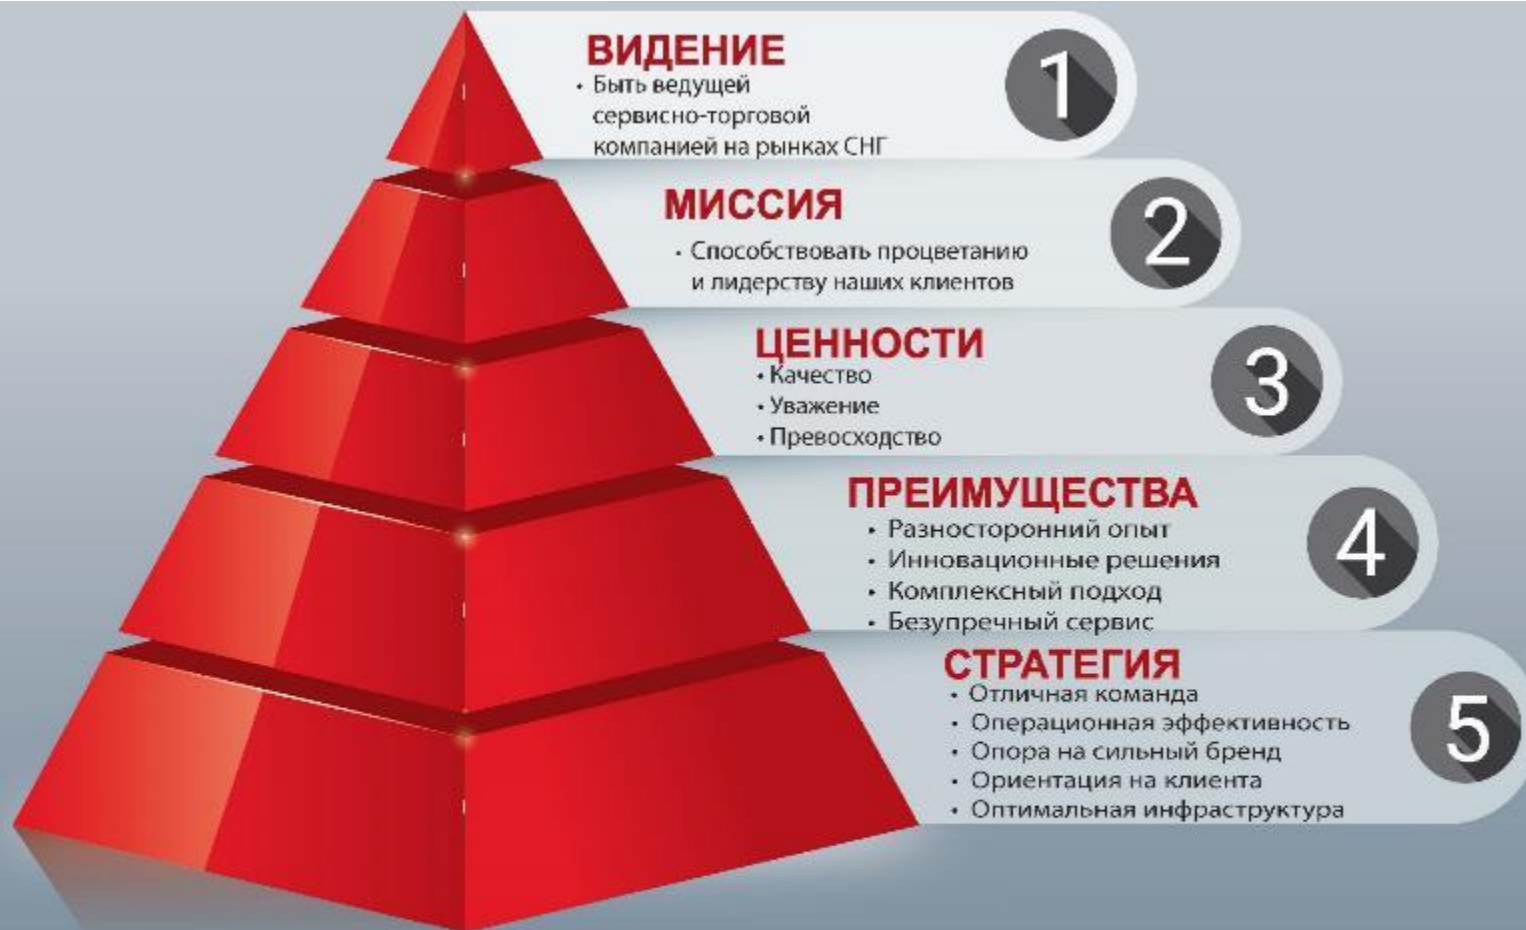 ВИДЕНИЕ
• Быть ведущей
сервисно-торговой
компанией на рынках СНГ
1
МИССИЯ
• Способствовать процветанию
и лидерству наших клиентов
2
ЦЕННОСТИ
• Качество
• Уважение
• Превосходство
3
ПРЕИМУЩЕСТВА
• Разносторонний опыт
• Инновационные решения
• Комплексный подход
• Безупречный сервис
4
СТРАТЕГИЯ
• Отличная команда
• Операционная эффективность
• Опора на сильный бренд
• Ориентация на клиента
• Оптимальная инфраструктура
5